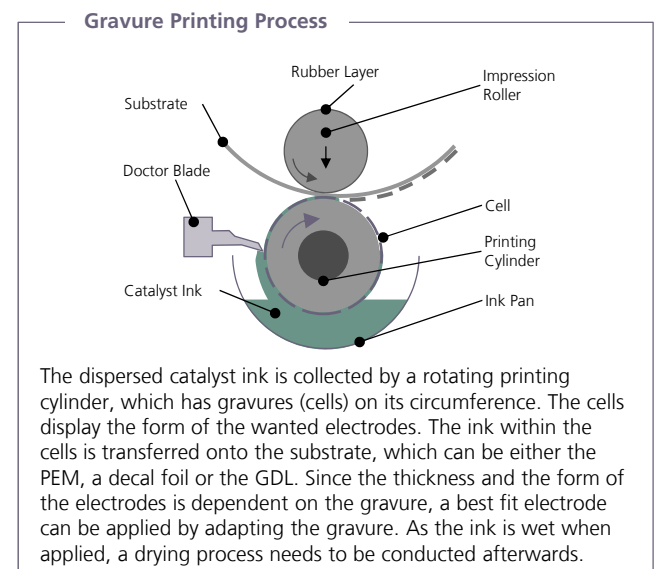 Gravure Printing Process
Rubber Layer
Impression
Roller
Substrate
Doctor Blade
Cell
Printing
Cylinder
Catalyst Ink
Ink Pan
The dispersed catalyst ink is collected by a rotating printing
cylinder, which has gravures (cells) on its circumference. The cells
display the form of the wanted electrodes. The ink within the
cells is transferred onto the substrate, which can be either the
PEM, a decal foil or the GDL. Since the thickness and the form of
the electrodes is dependent on the gravure, a best fit electrode
can be applied by adapting the gravure. As the ink is wet when
applied, a drying process needs to be conducted afterwards.